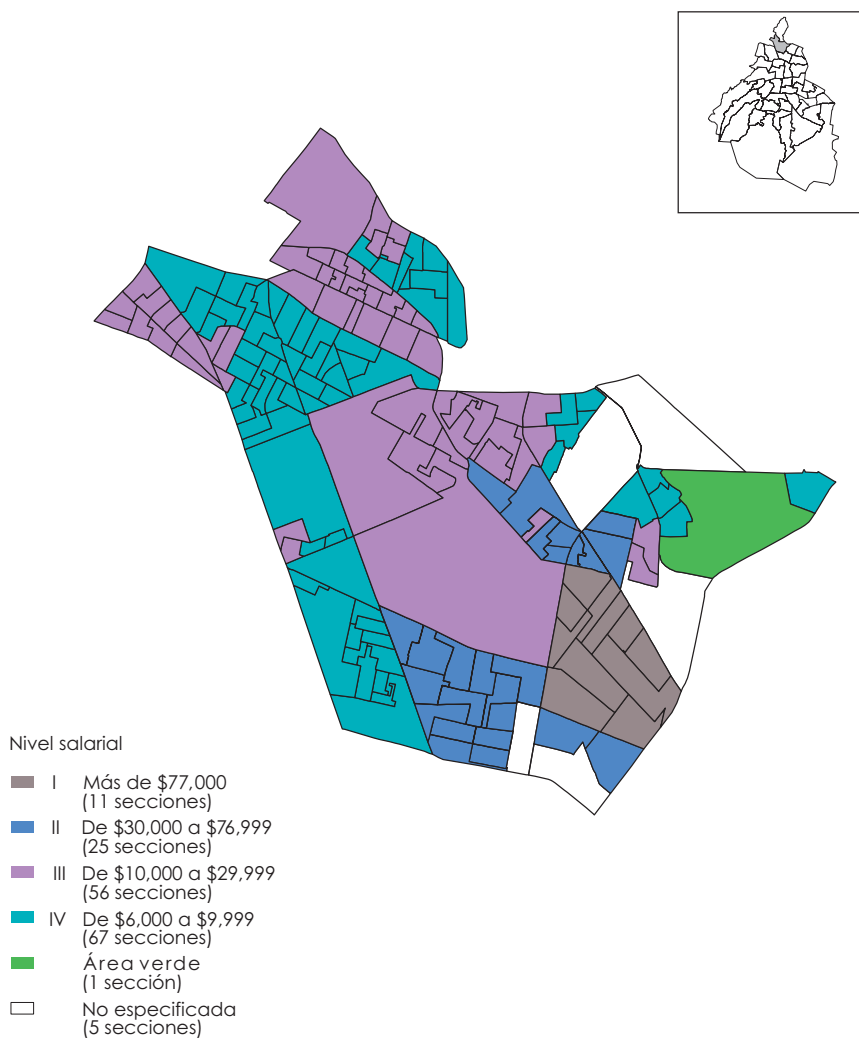 Nivel salarial
I Más de $77,000
(11 secciones)
II De $30,000 a $76,999
(25 secciones)
III De $10,000 a $29,999
(56 secciones)
IV De $6,000 a $9,999
(67 secciones)
Área verde
(1 sección)
No especificada
(5 secciones)